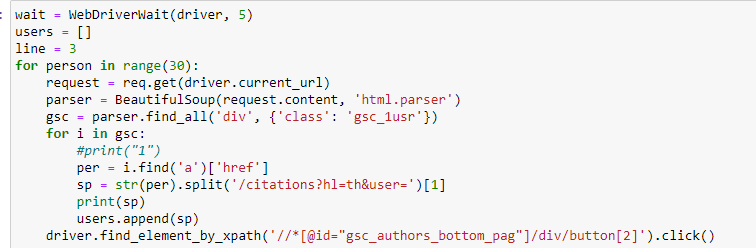 :
wait = WebDriverWait(driver, 5)
users = []
line = 3
for person in range(30):
    request = req.get(driver.current_url)
    parser = BeautifulSoup(request.content, 'html.parser')
    gsc = parser.find_all('div', {'class': 'gsc_1usr'})
    for i in gsc:
        #print("1")
        per = i.find('a')['href']
        sp = str(per).split('/citations?hl=th&user=')[1]
        print(sp)
        users.append(sp)
    driver.find_element_by_xpath('//*[@id="gsc_authors_bottom_pag"]/div/button[2]').click()